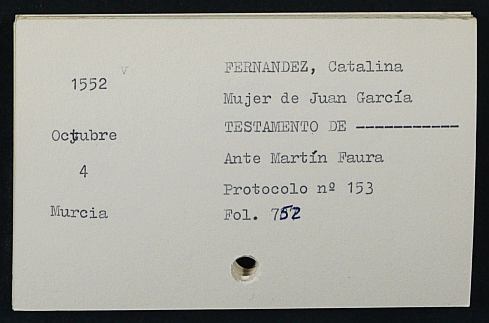 1552
Octubre
4
Murcia
FERNANDEZ, Catalina
Mujer de Juan García
TESTAMENTO DE -----------
Ante Martín Faura
Protocolo nº 153
Fol. 752